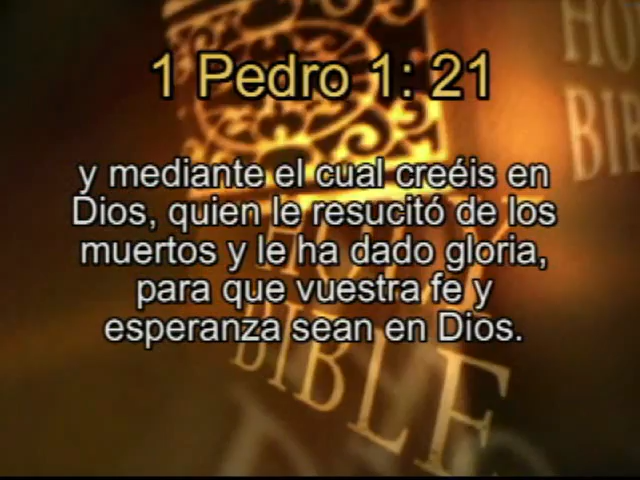 1 Pedro 1: 21
y mediante el cual creéis en
Dios, quien le resucitó de los
muertos y le ha dado gloria,
para que vuestra fe y
esperanza sean en Dios.
HOLY
BIBLE